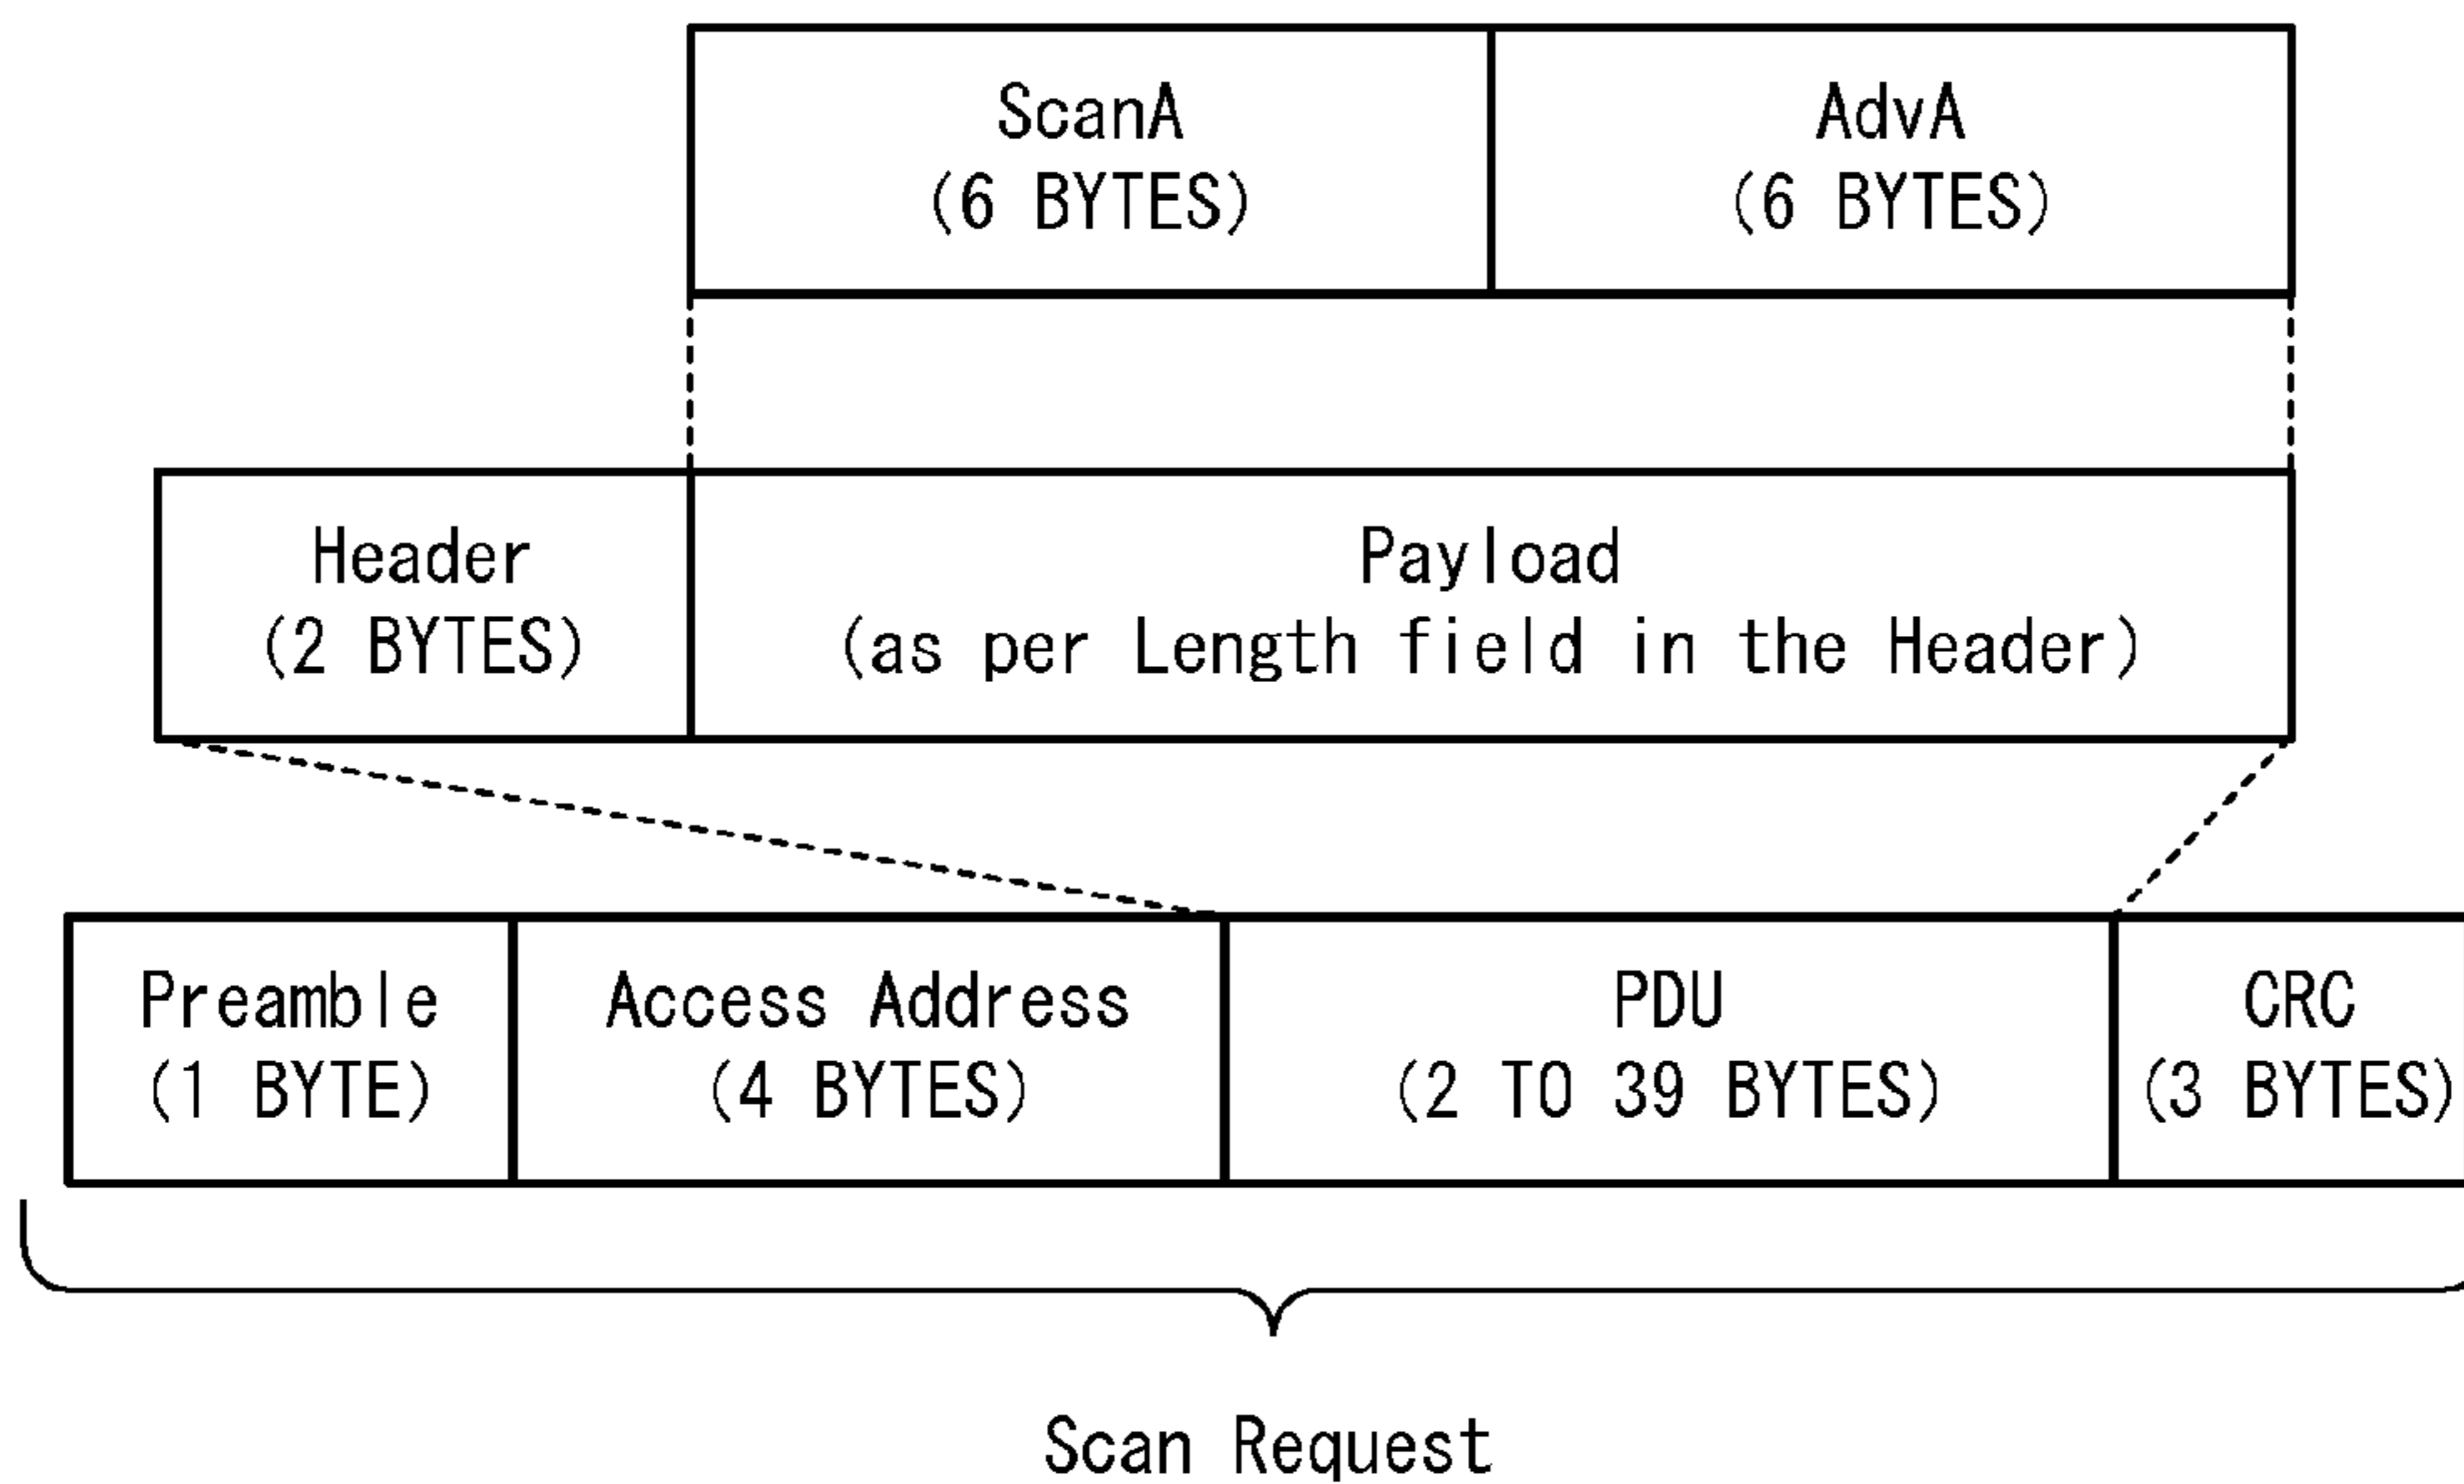 ScanA
(6 BYTES)
AdvA
(6 BYTES)
Header
(2 BYTES)
Payload
(as per Length field in the Header)
Preamble
(1 BYTE)
Access Address
(4 BYTES)
PDU
(2 TO 39 BYTES)
CRC
(3 BYTES)
Scan Request